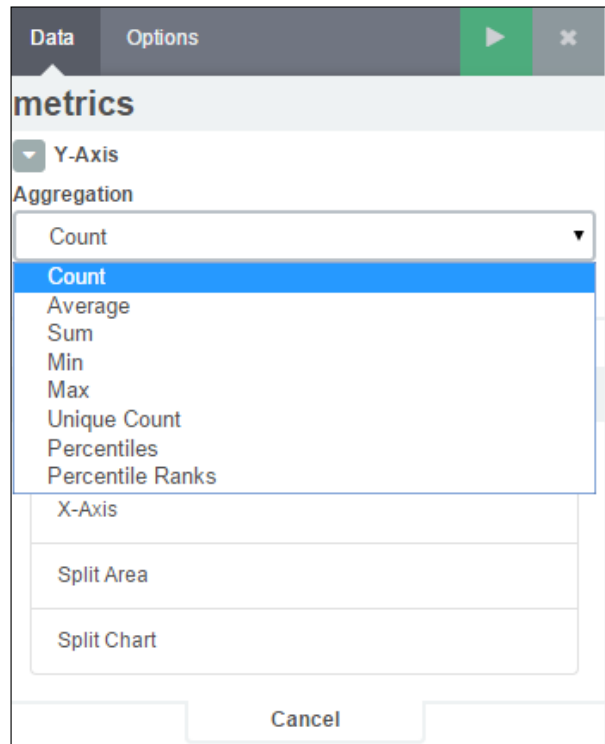 Data Options
metrics
Y-Axis
Aggregation
Count
Count
Average
Sum
Min
Max
Unique Count
Percentiles
Percentile Ranks
X-Axis
Split Area
Split Chart
Cancel